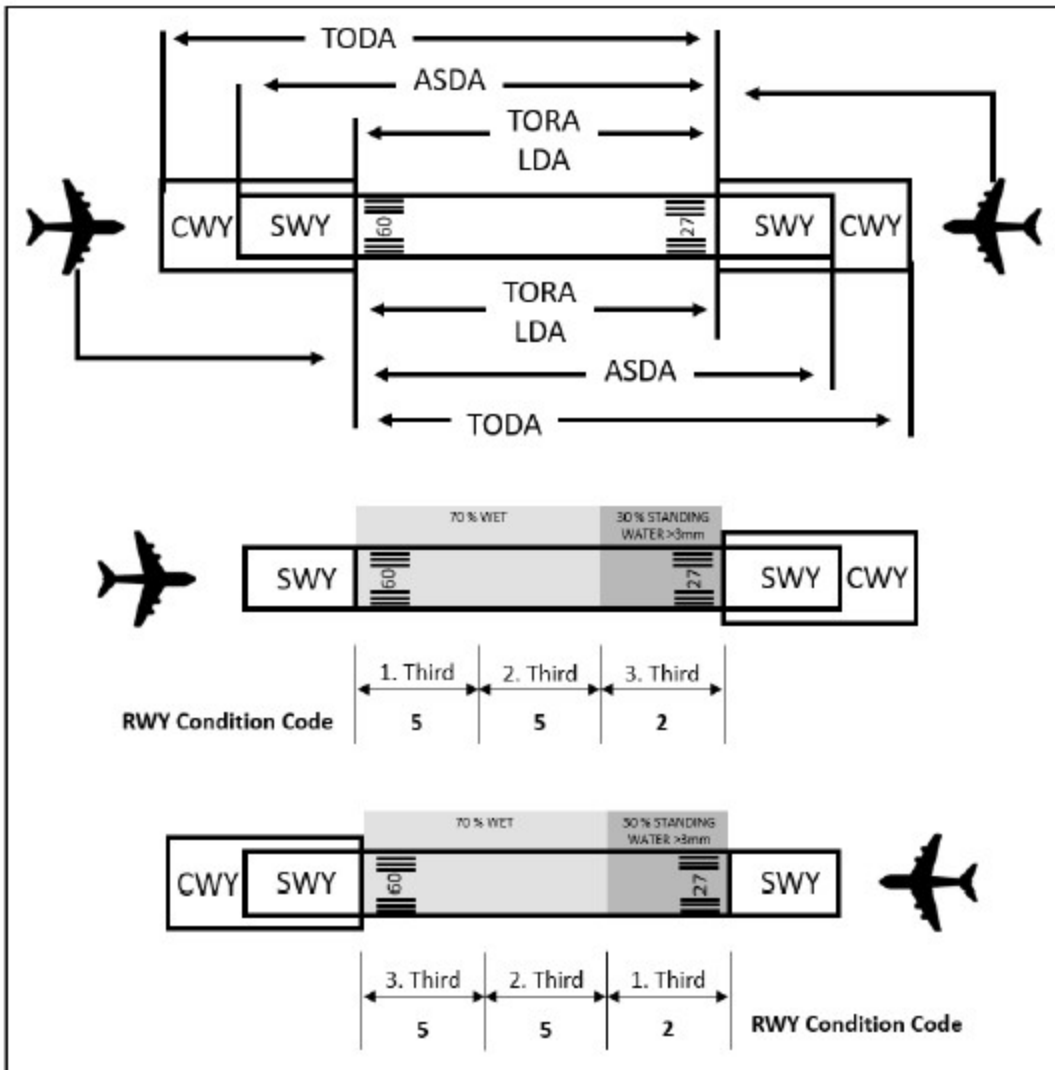 TODA
ASDA
TORA
LDA
CWY SWY 09 27 SWY CWY
TORA
LDA
ASDA
TODA
70 % WET
30 % STANDING
WATER >3mm
SWY 09 27 SWY CWY
1. Third 2. Third 3. Third
RWY Condition Code 5 5 2
70 % WET
30 % STANDING
WATER >3mm
CWY SWY 09 27 SWY
3. Third 2. Third 1. Third
5 5 2 RWY Condition Code